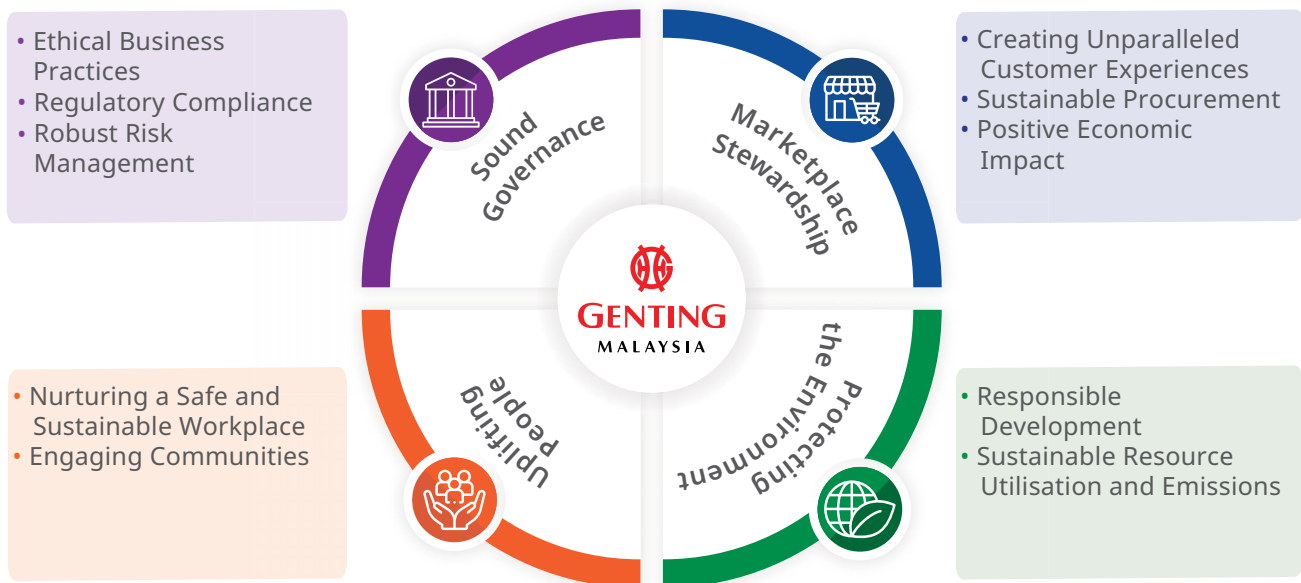 • Ethical Business
Practices
• Regulatory Compliance
• Robust Risk
Management
Sound
Governance
Marketplace
Stewardship
• Creating Unparalleled
Customer Experiences
• Sustainable Procurement
• Positive Economic
Impact
GENTING
MALAYSIA
• Nurturing a Safe and
Sustainable Workplace
• Engaging Communities
Uplifting
People
Protecting
the Environment
• Responsible
Development
• Sustainable Resource
Utilisation and Emissions